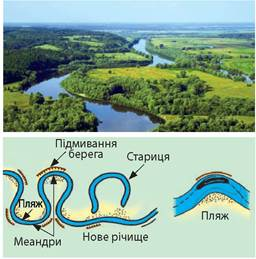 Підмивання
берега
Стариця
Пляж
Меандри
Нове річище
Пляж